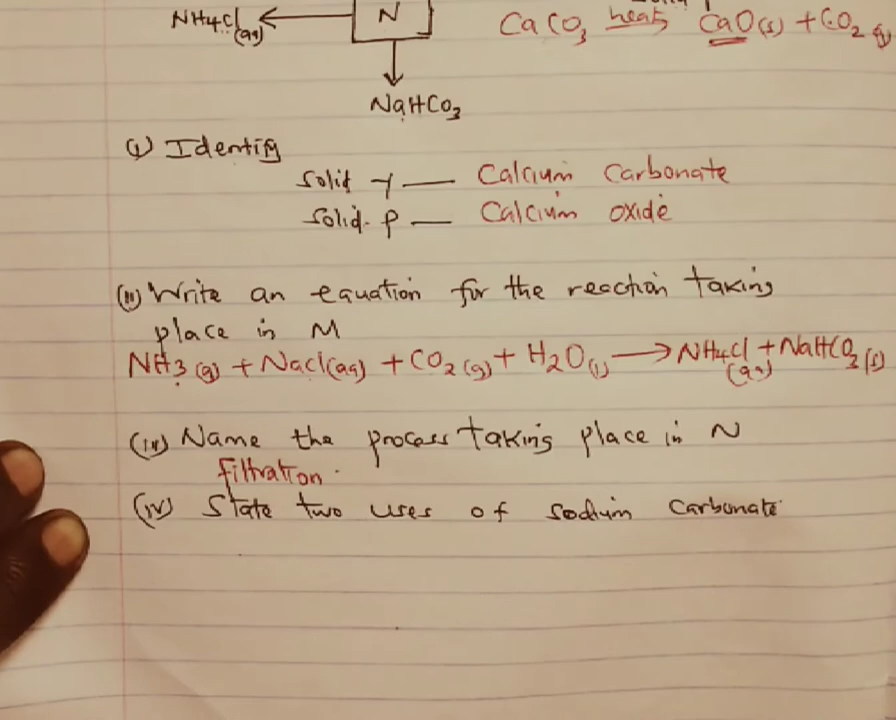 NH4Cl(aq) ← N CaCO3 heat CaO(s) + CO2(g)
NaHCO3
(i) Identify
Solid Y — Calcium Carbonate
Solid P — Calcium oxide
(ii) Write an equation for the reaction taking
place in M
NH3(g) + NaCl(aq) + CO2(g) + H2O(l) → NH4Cl(aq) + NaHCO3(s)
(iii) Name the process taking place in N
filtration.
(iv) State two uses of sodium carbonate